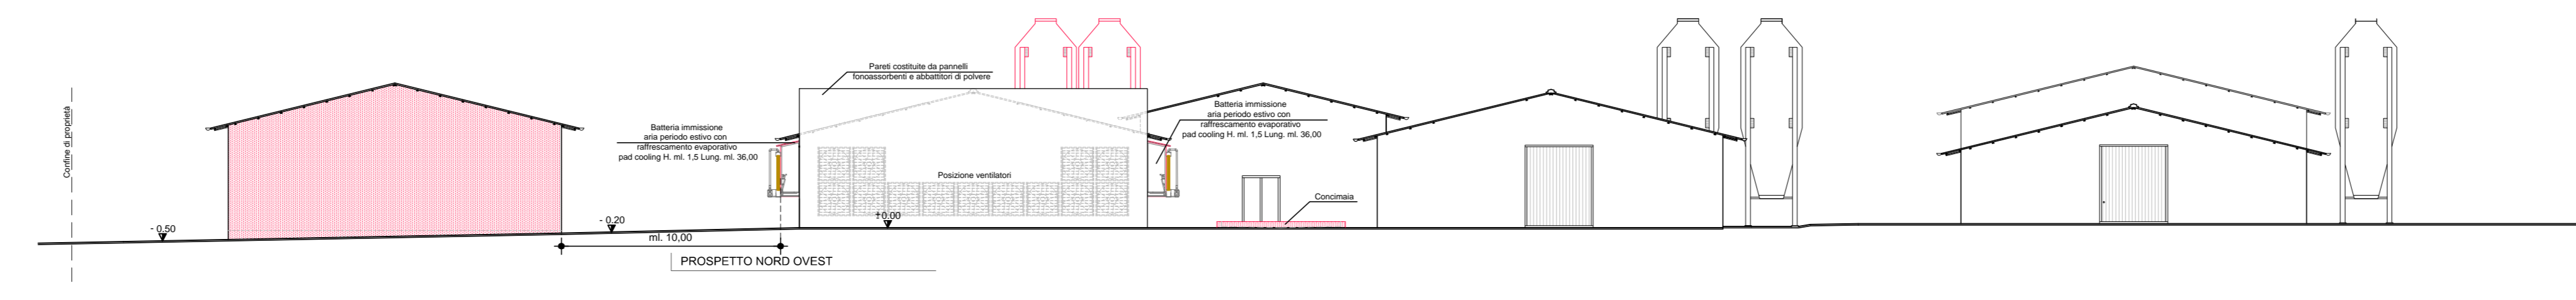 Confine di proprietà
- 0.50
- 0.20
ml. 10,00
PROSPETTO NORD OVEST
Batteria immissione
aria periodo estivo con
raffrescamento evaporativo
pad cooling H. ml. 1,5 Lung. ml. 36,00
Pareti costituite da pannelli
fonoassorbenti e abbattitori di polvere
Posizione ventilatori
±0.00
Batteria immissione
aria periodo estivo con
raffrescamento evaporativo
pad cooling H. ml. 1,5 Lung. ml. 36,00
Concimaia